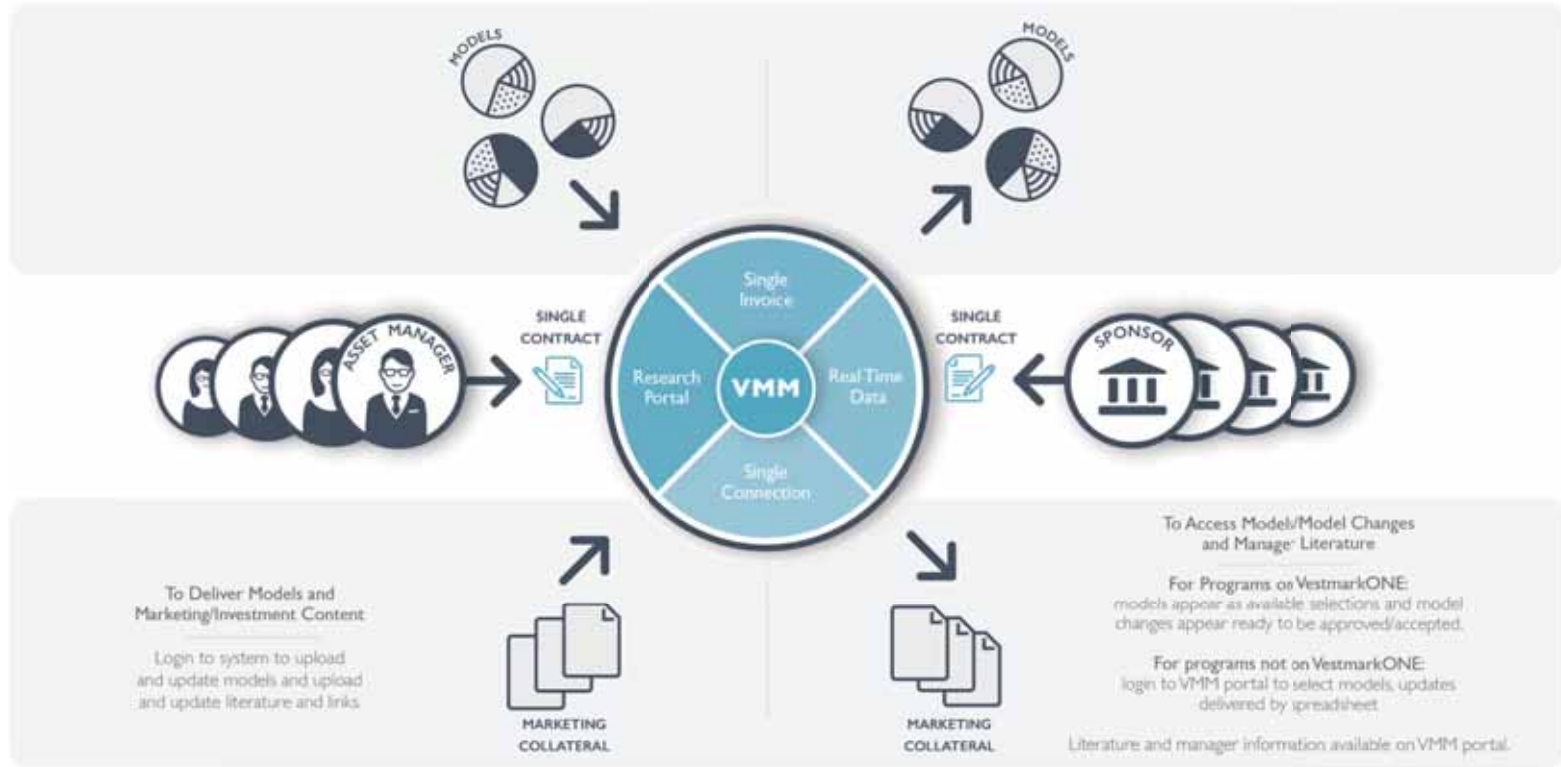 MODELS
MODELS
Single
Invoice
ASSET MANAGER
SINGLE
CONTRACT
Research
Portal
VMM
Real-Time
Data
SINGLE
CONTRACT
SPONSOR
Single
Connection
To Deliver Models and
Marketing/Investment Content
Login to system to upload
and update models and upload
and update literature and links
MARKETING
COLLATERAL
MARKETING
COLLATERAL
To Access Models/Model Changes
and Manager Literature
For Programs on VestmarkONE:
models appear as available selections and model
changes appear ready to be approved/accepted.
For programs not on VestmarkONE:
login to VMM portal to select models, updates
delivered by spreadsheet
Literature and manager information available on VMM portal.